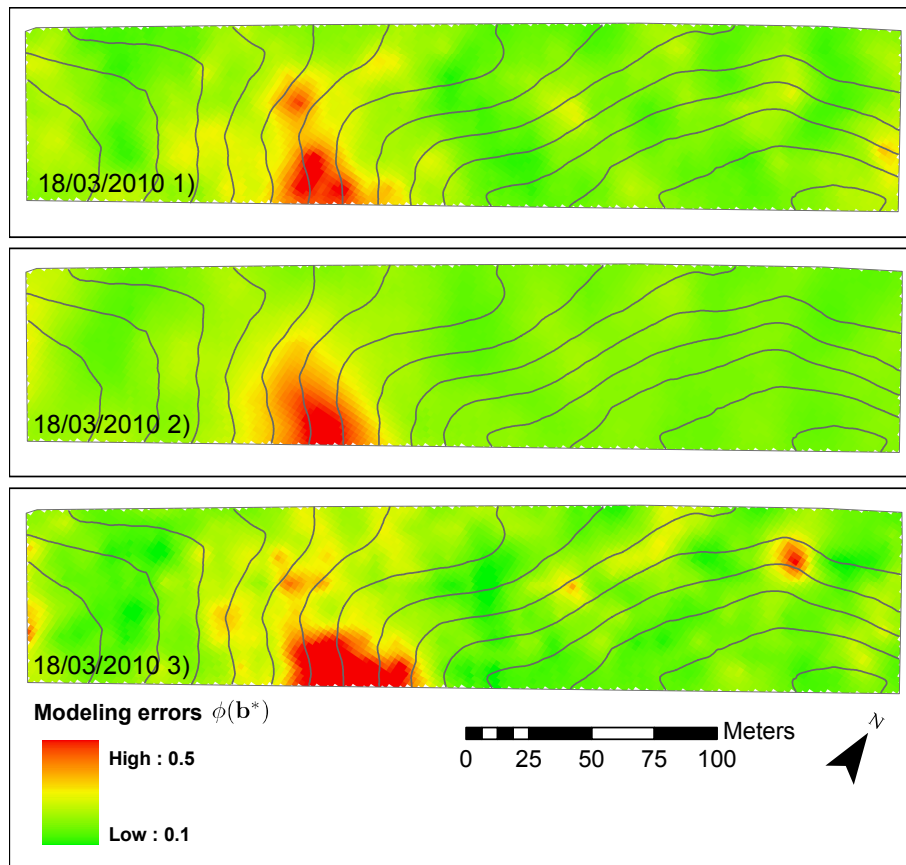 18/03/2010 1)
18/03/2010 2)
18/03/2010 3)
Modeling errors ϕ(b*)
High : 0.5
Low : 0.1
Meters
0 25 50 75 100
N